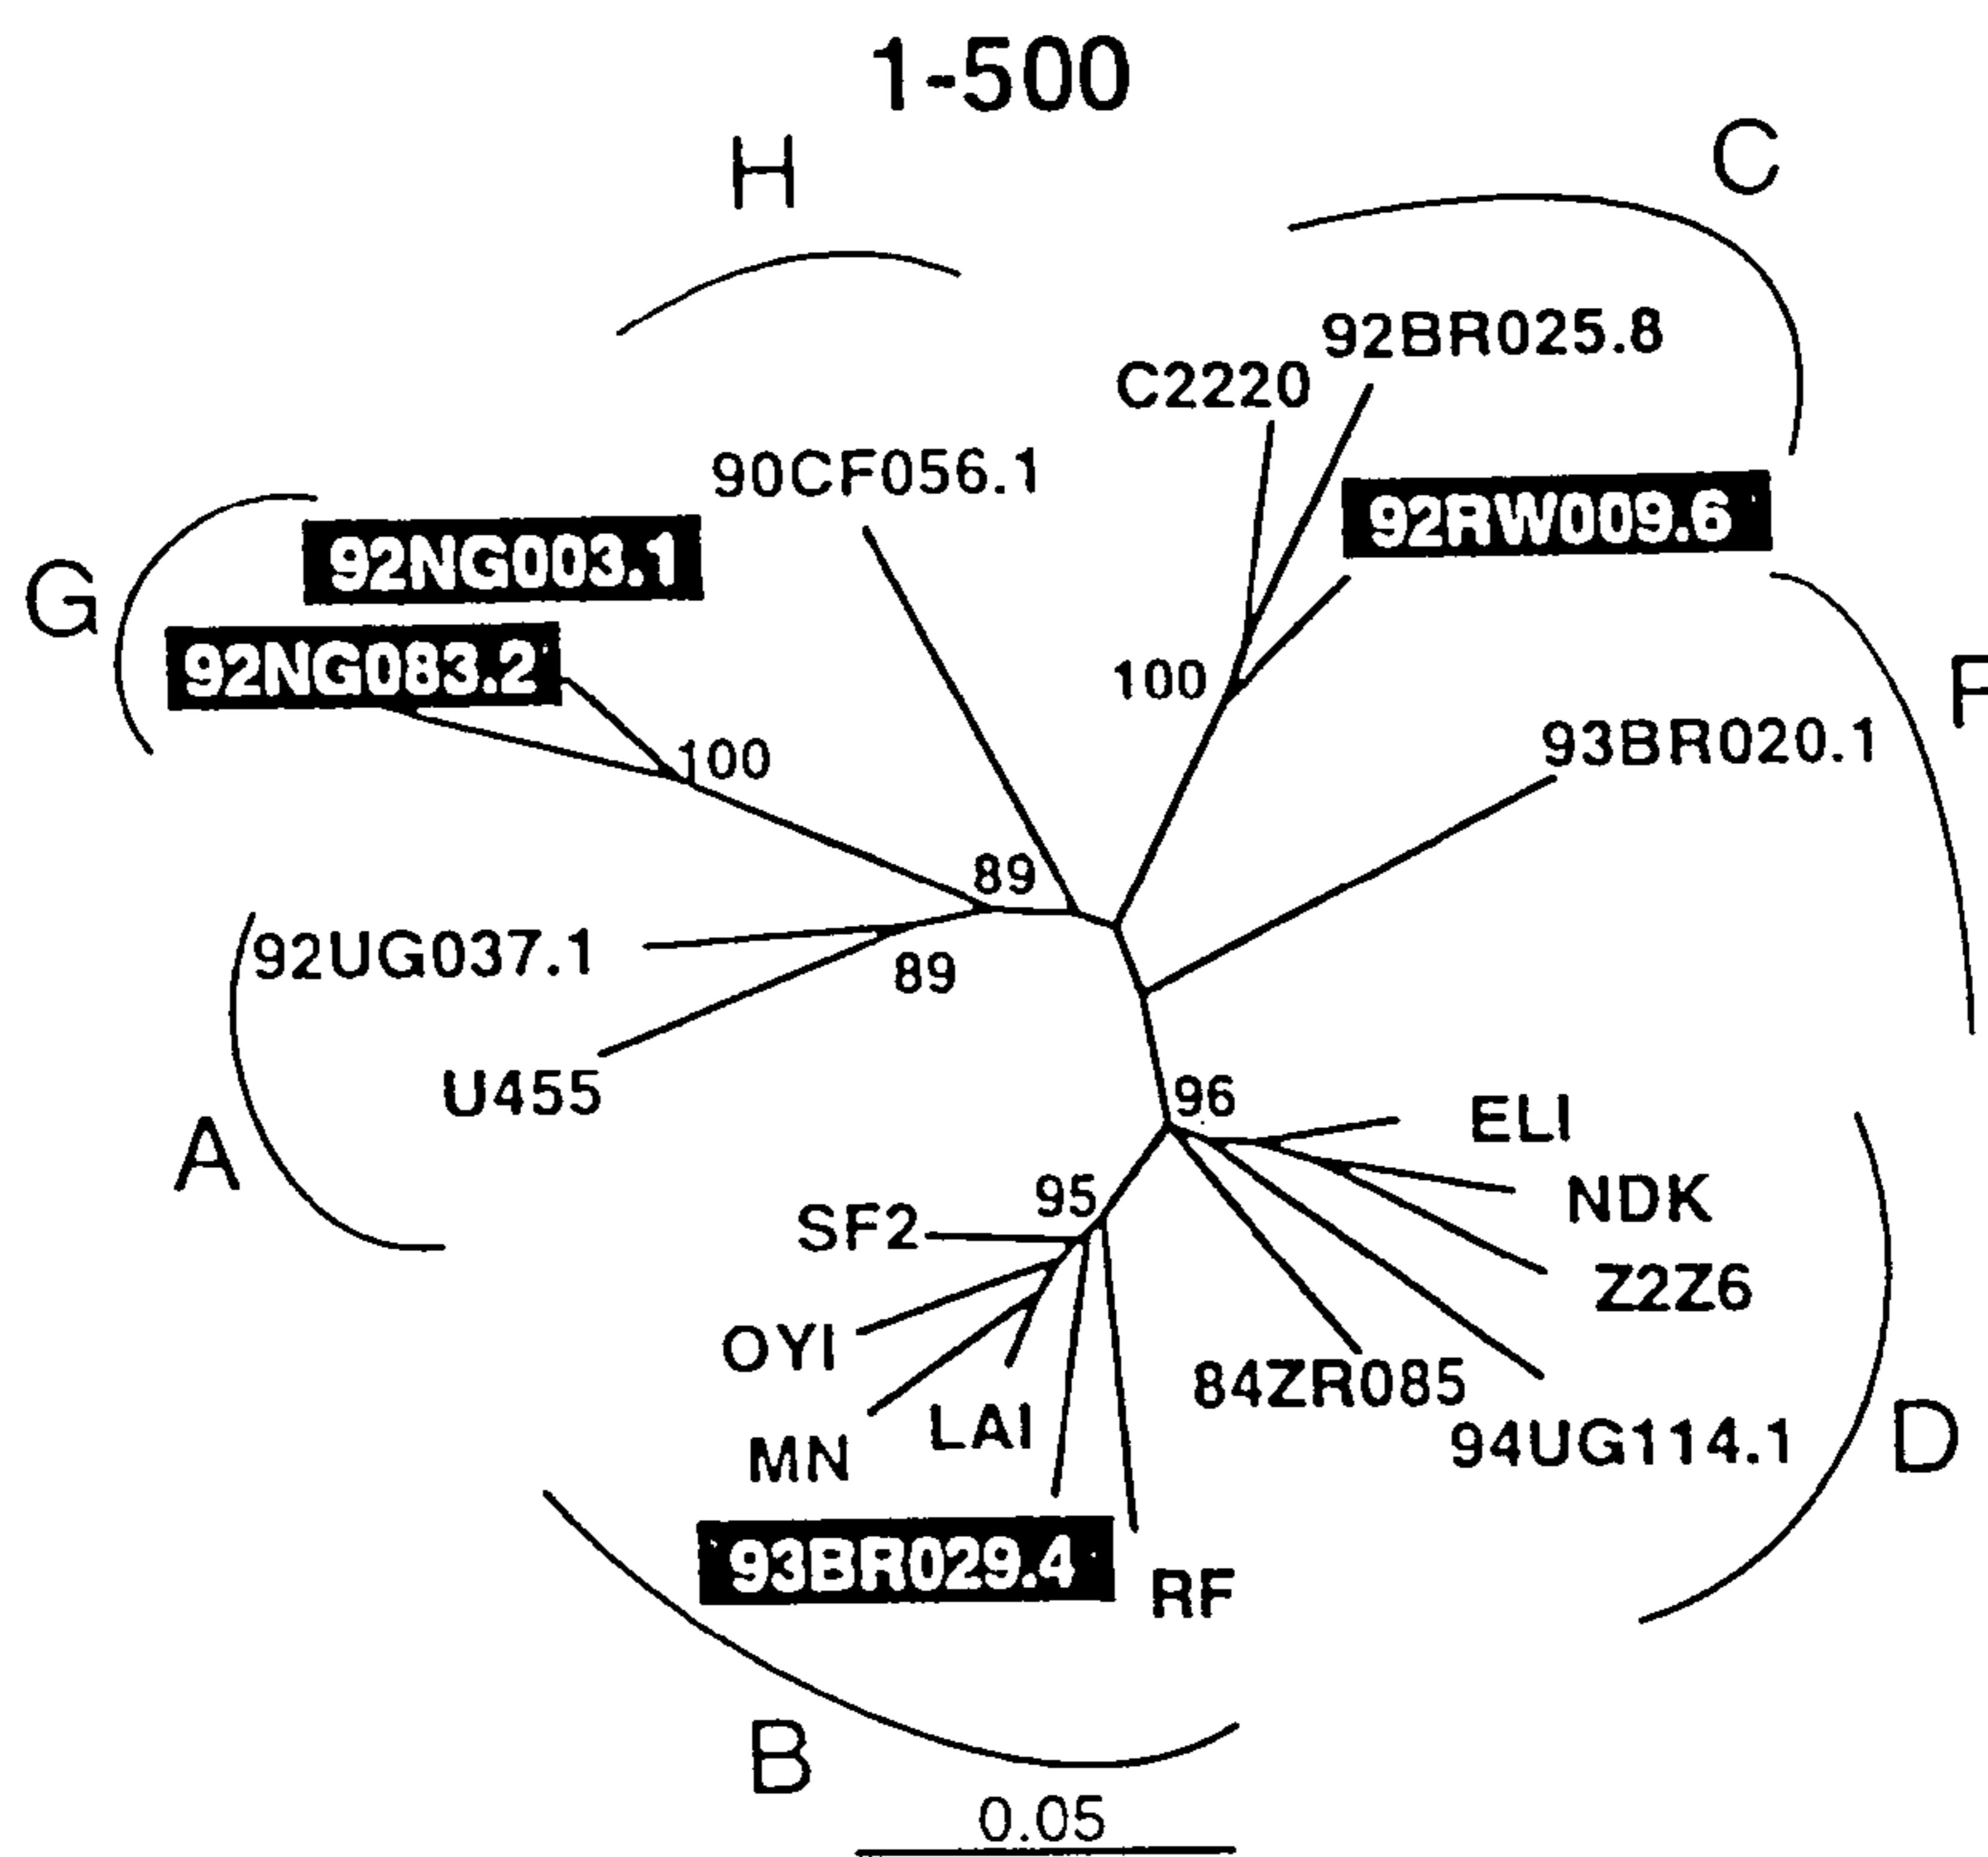 1-500
H
C
92BR025.8
C2220
90CF056.1
92RW009.6
92NG003.1
G
92NG083.2
F
100
93BR020.1
100
89
92UG037.1
89
U455
96
ELI
A
95
NDK
SF2
Z2Z6
OYI
84ZR085
LAI
94UG114.1
D
MN
93BR029.4
RF
B
0.05